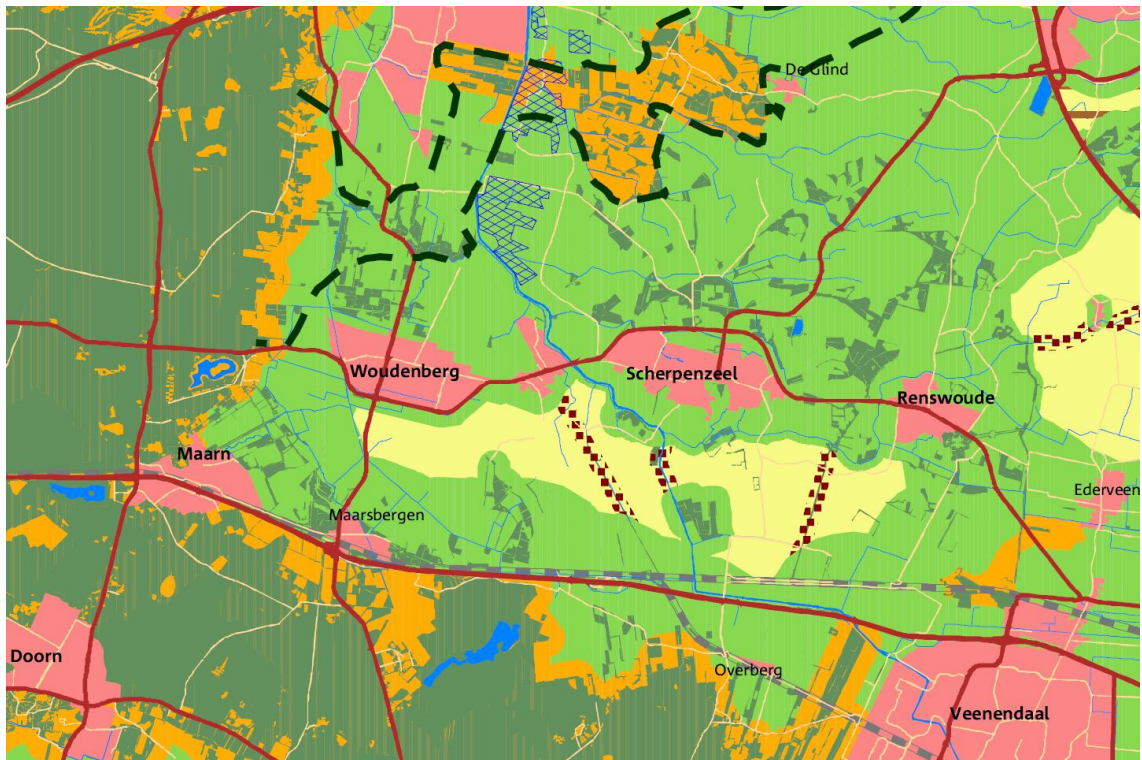 De Glind
Woudenberg
Scherpenzeel
Renswoude
Maarn
Ederveen
Maarsbergen
Doorn
Overberg
Veenendaal